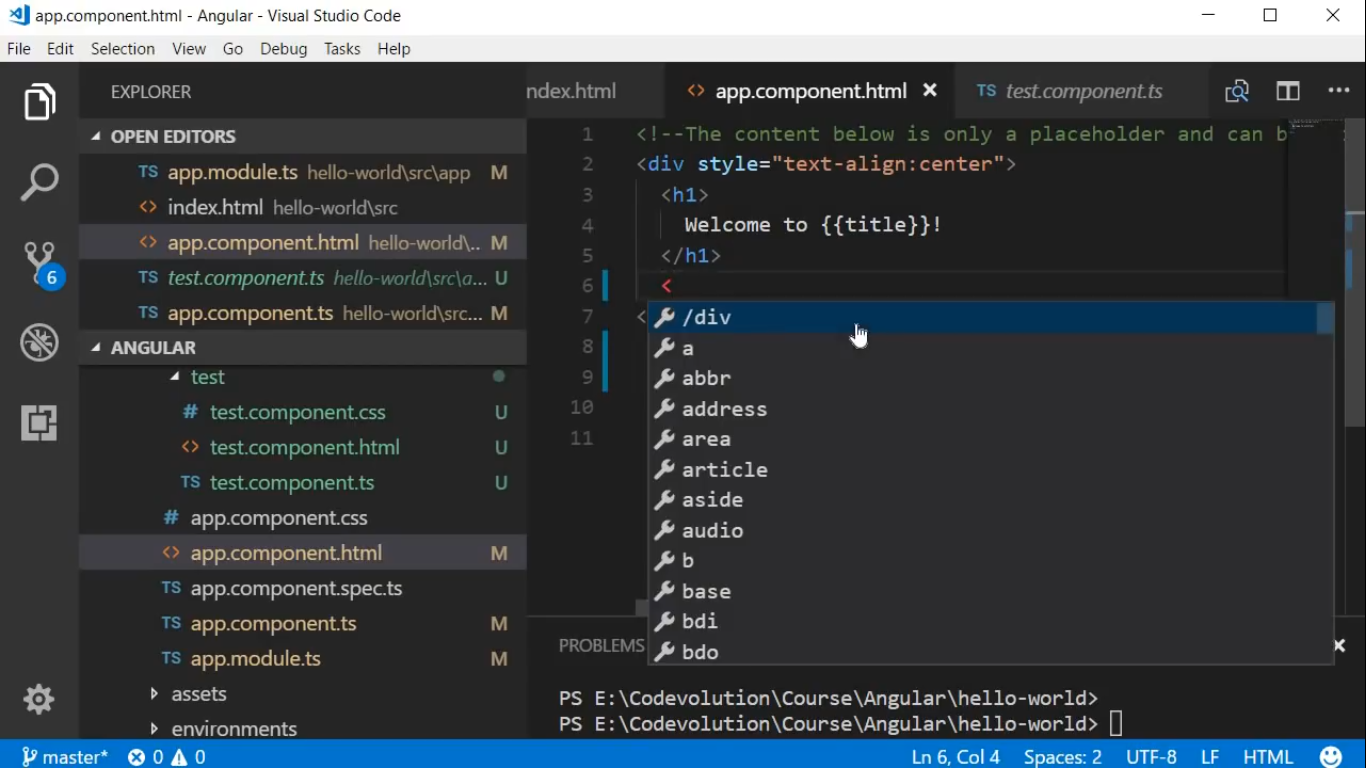 app.component.html - Angular - Visual Studio Code
File Edit Selection View Go Debug Tasks Help
EXPLORER
OPEN EDITORS
TS app.module.ts hello-world\src\app M
<> index.html hello-world\src
<> app.component.html hello-world\.. M
TS test.component.ts hello-world\src\a... U
TS app.component.ts hello-world\src... M
6
ANGULAR
test
# test.component.css U
<> test.component.html U
TS test.component.ts U
# app.component.css
<> app.component.html M
TS app.component.spec.ts
TS app.component.ts M
TS app.module.ts M
assets
environments
ndex.html <> app.component.html TS test.component.ts
1 <!--The content below is only a placeholder and can b
2 <div style="text-align:center">
3 <h1>
4 Welcome to {{title}}!
5 </h1>
6 <
7 <
8
9
10
11
/div
a
abbr
address
area
article
aside
audio
b
base
bdi
bdo
PROBLEMS
PS E:\Codevolution\Course\Angular\hello-world>
PS E:\Codevolution\Course\Angular\hello-world>
master* 0 0 Ln 6, Col 4 Spaces: 2 UTF-8 LF HTML